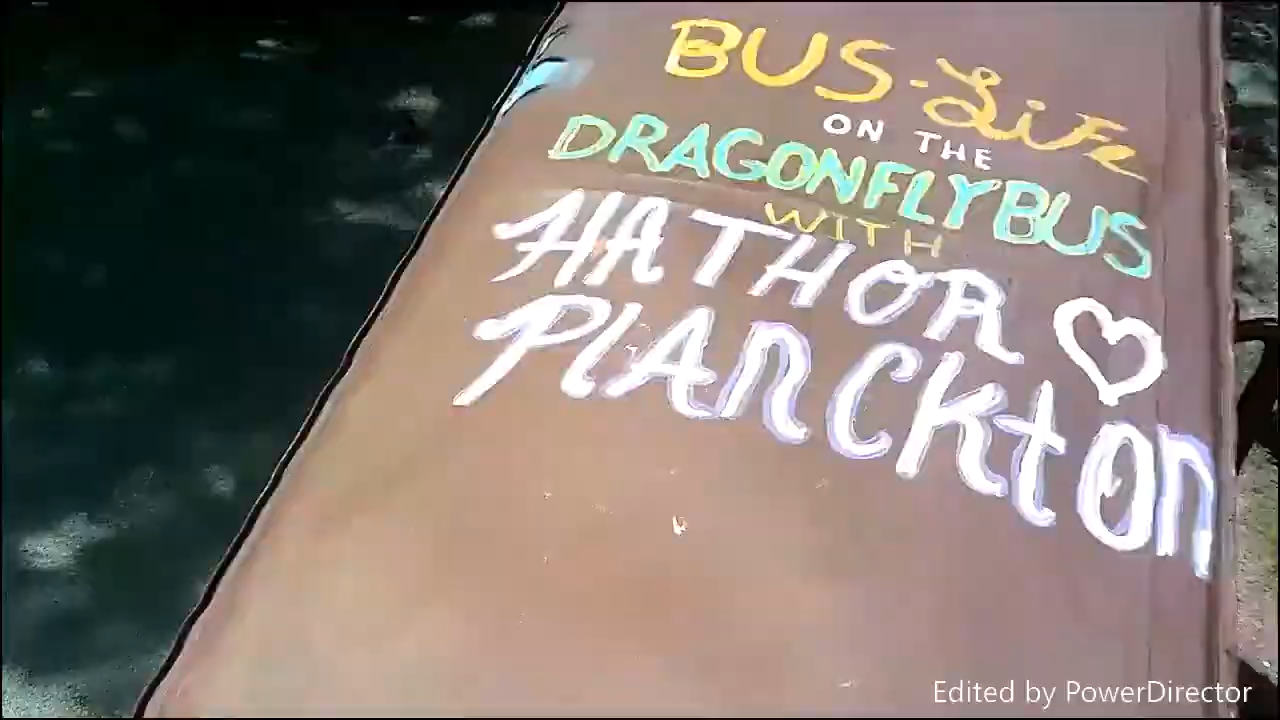 BUS-Life
ON THE
DRAGONFLYBUS
WITH
HATHOR
PlANCKton
Edited by PowerDirector